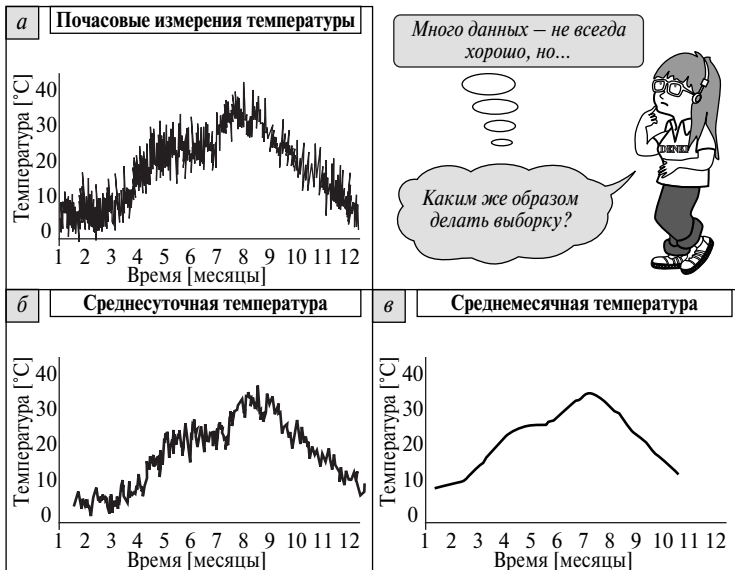 а
Почасовые измерения температуры
Температура [°C]
40
30
20
10
0
1 2 3 4 5 6 7 8 9 10 11 12
Время [месяцы]
Много данных – не всегда
хорошо, но...
Каким же образом
делать выборку?
б
Среднесуточная температура
Температура [°C]
40
30
20
10
0
1 2 3 4 5 6 7 8 9 10 11 12
Время [месяцы]
в
Среднемесячная температура
Температура [°C]
40
30
20
10
0
1 2 3 4 5 6 7 8 9 10 11 12
Время [месяцы]